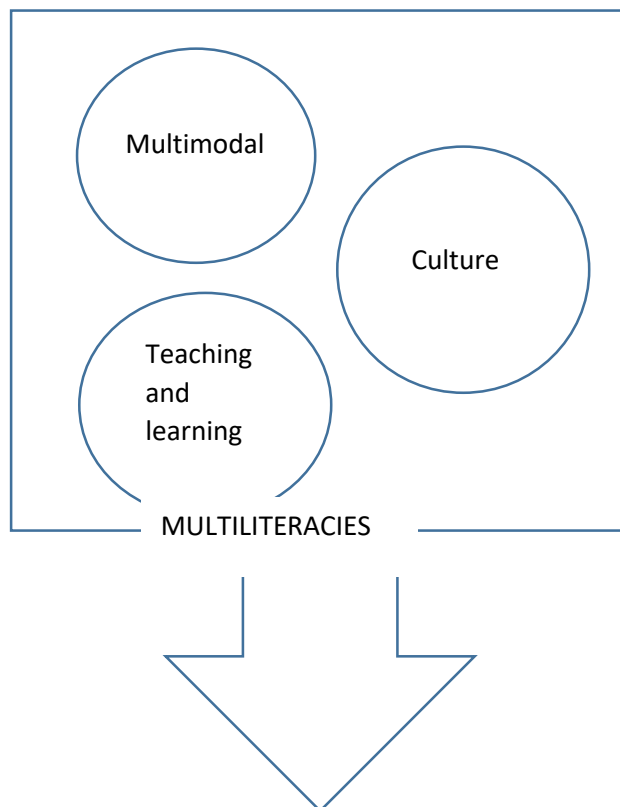 Multimodal
Culture
Teaching
and
learning
MULTILITERACIES